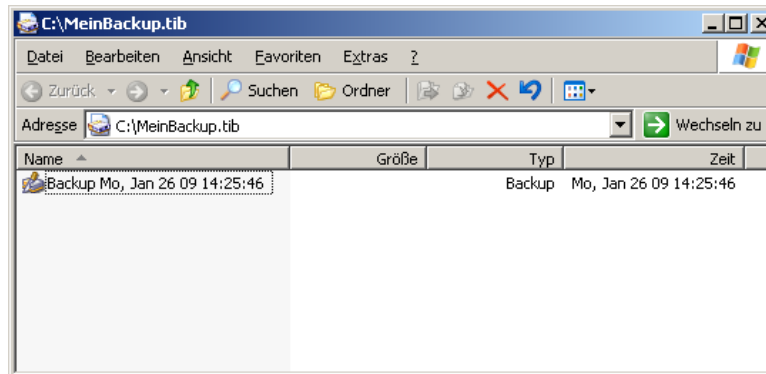 C:\MeinBackup.tib
Datei Bearbeiten Ansicht Favoriten Extras ?
Zurück Suchen Ordner
Adresse C:\MeinBackup.tib Wechseln zu
Name Größe Typ Zeit
Backup Mo, Jan 26 09 14:25:46 Backup Mo, Jan 26 09 14:25:46